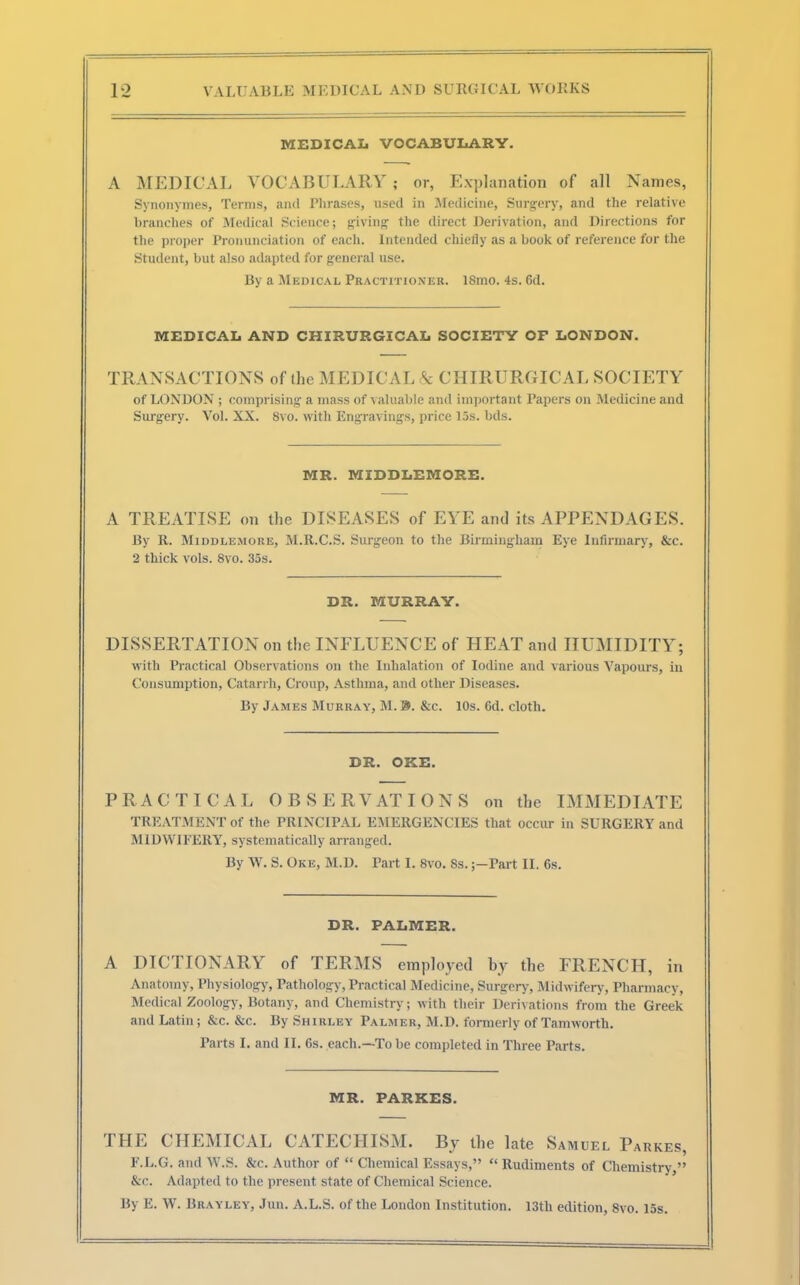 12 VALUABLE MEDICAL AND SURGICAL WORKS
MEDICAL VOCABULARY.
A MEDICAL VOCABULARY; or, Explanation of all Names,
Synonymes, Terms, and Phrases, used in Medicine, Surgery, and the relative
branches of Medical Science; giving the direct Derivation, and Directions for
the proper Pronunciation of each. Intended chiefly as a book of reference for the
Student, but also adapted for general use.
By a MEDICAL PRACTITIONER. 18mo. 4s. 6d.
MEDICAL AND CHIRURGICAL SOCIETY OF LONDON.
TRANSACTIONS of the MEDICAL & CHIRURGICAL SOCIETY
of LONDON; comprising a mass of valuable and important Papers on Medicine and
Surgery. Vol. XX. 8vo. with Engravings, price 15s. bds.
MR. MIDDLEMORE.
A TREATISE on the DISEASES of EYE and its APPENDAGES.
By R. MIDDLEMORE, M.R.C.S. Surgeon to the Birmingham Eye Infirmary, &c.
2 thick vols. 8vo. 35s.
DR. MURRAY.
DISSERTATION on the INFLUENCE of HEAT and HUMIDITY;
with Practical Observations on the Inhalation of Iodine and various Vapours, in
Consumption, Catarrh, Croup, Asthma, and other Diseases.
By JAMES MURRAY, M.D. &c. 10s. 6d. cloth.
DR. OKE.
PRACTICAL OBSERVATIONS on the IMMEDIATE
TREATMENT of the PRINCIPAL EMERGENCIES that occur in SURGERY and
MIDWIFERY, systematically arranged.
By W. S. OKE, M.D. Part I. 8vo. 8s.;—Part II. 6s.
DR. PALMER.
A DICTIONARY of TERMS employed by the FRENCH, in
Anatomy, Physiology, Pathology, Practical Medicine, Surgery, Midwifery, Pharmacy,
Medical Zoology, Botany, and Chemistry; with their Derivations from the Greek
and Latin; &c. &c. By SHIRLEY PALMER, M.D. formerly of Tamworth.
Parts I. and II. 6s. each.—To be completed in Three Parts.
MR. PARKES.
THE CHEMICAL CATECHISM. By the late SAMUEL PARKES,
F.L.G. and W.S. &c. Author of “Chemical Essays,” “Rudiments of Chemistry,”
&c. Adapted to the present state of Chemical Science.
By E. W. BRAYLEY, Jun. A.L.S. of the London Institution. 13th edition, 8vo. 15s.